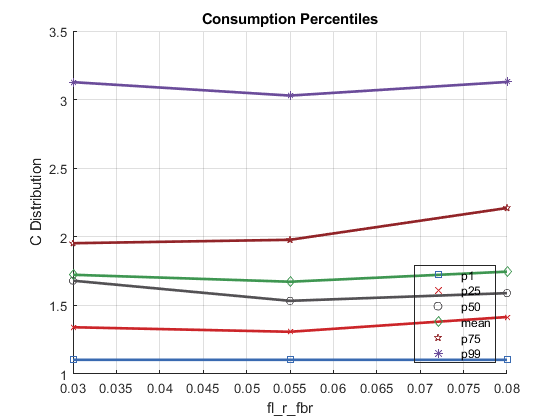 Consumption Percentiles
3.5
3
2.5
2
1.5
1
C Distribution
p1
p25
p50
mean
p75
p99
0.03 0.035 0.04 0.045 0.05 0.055 0.06 0.065 0.07 0.075 0.08
fl_r_fbr